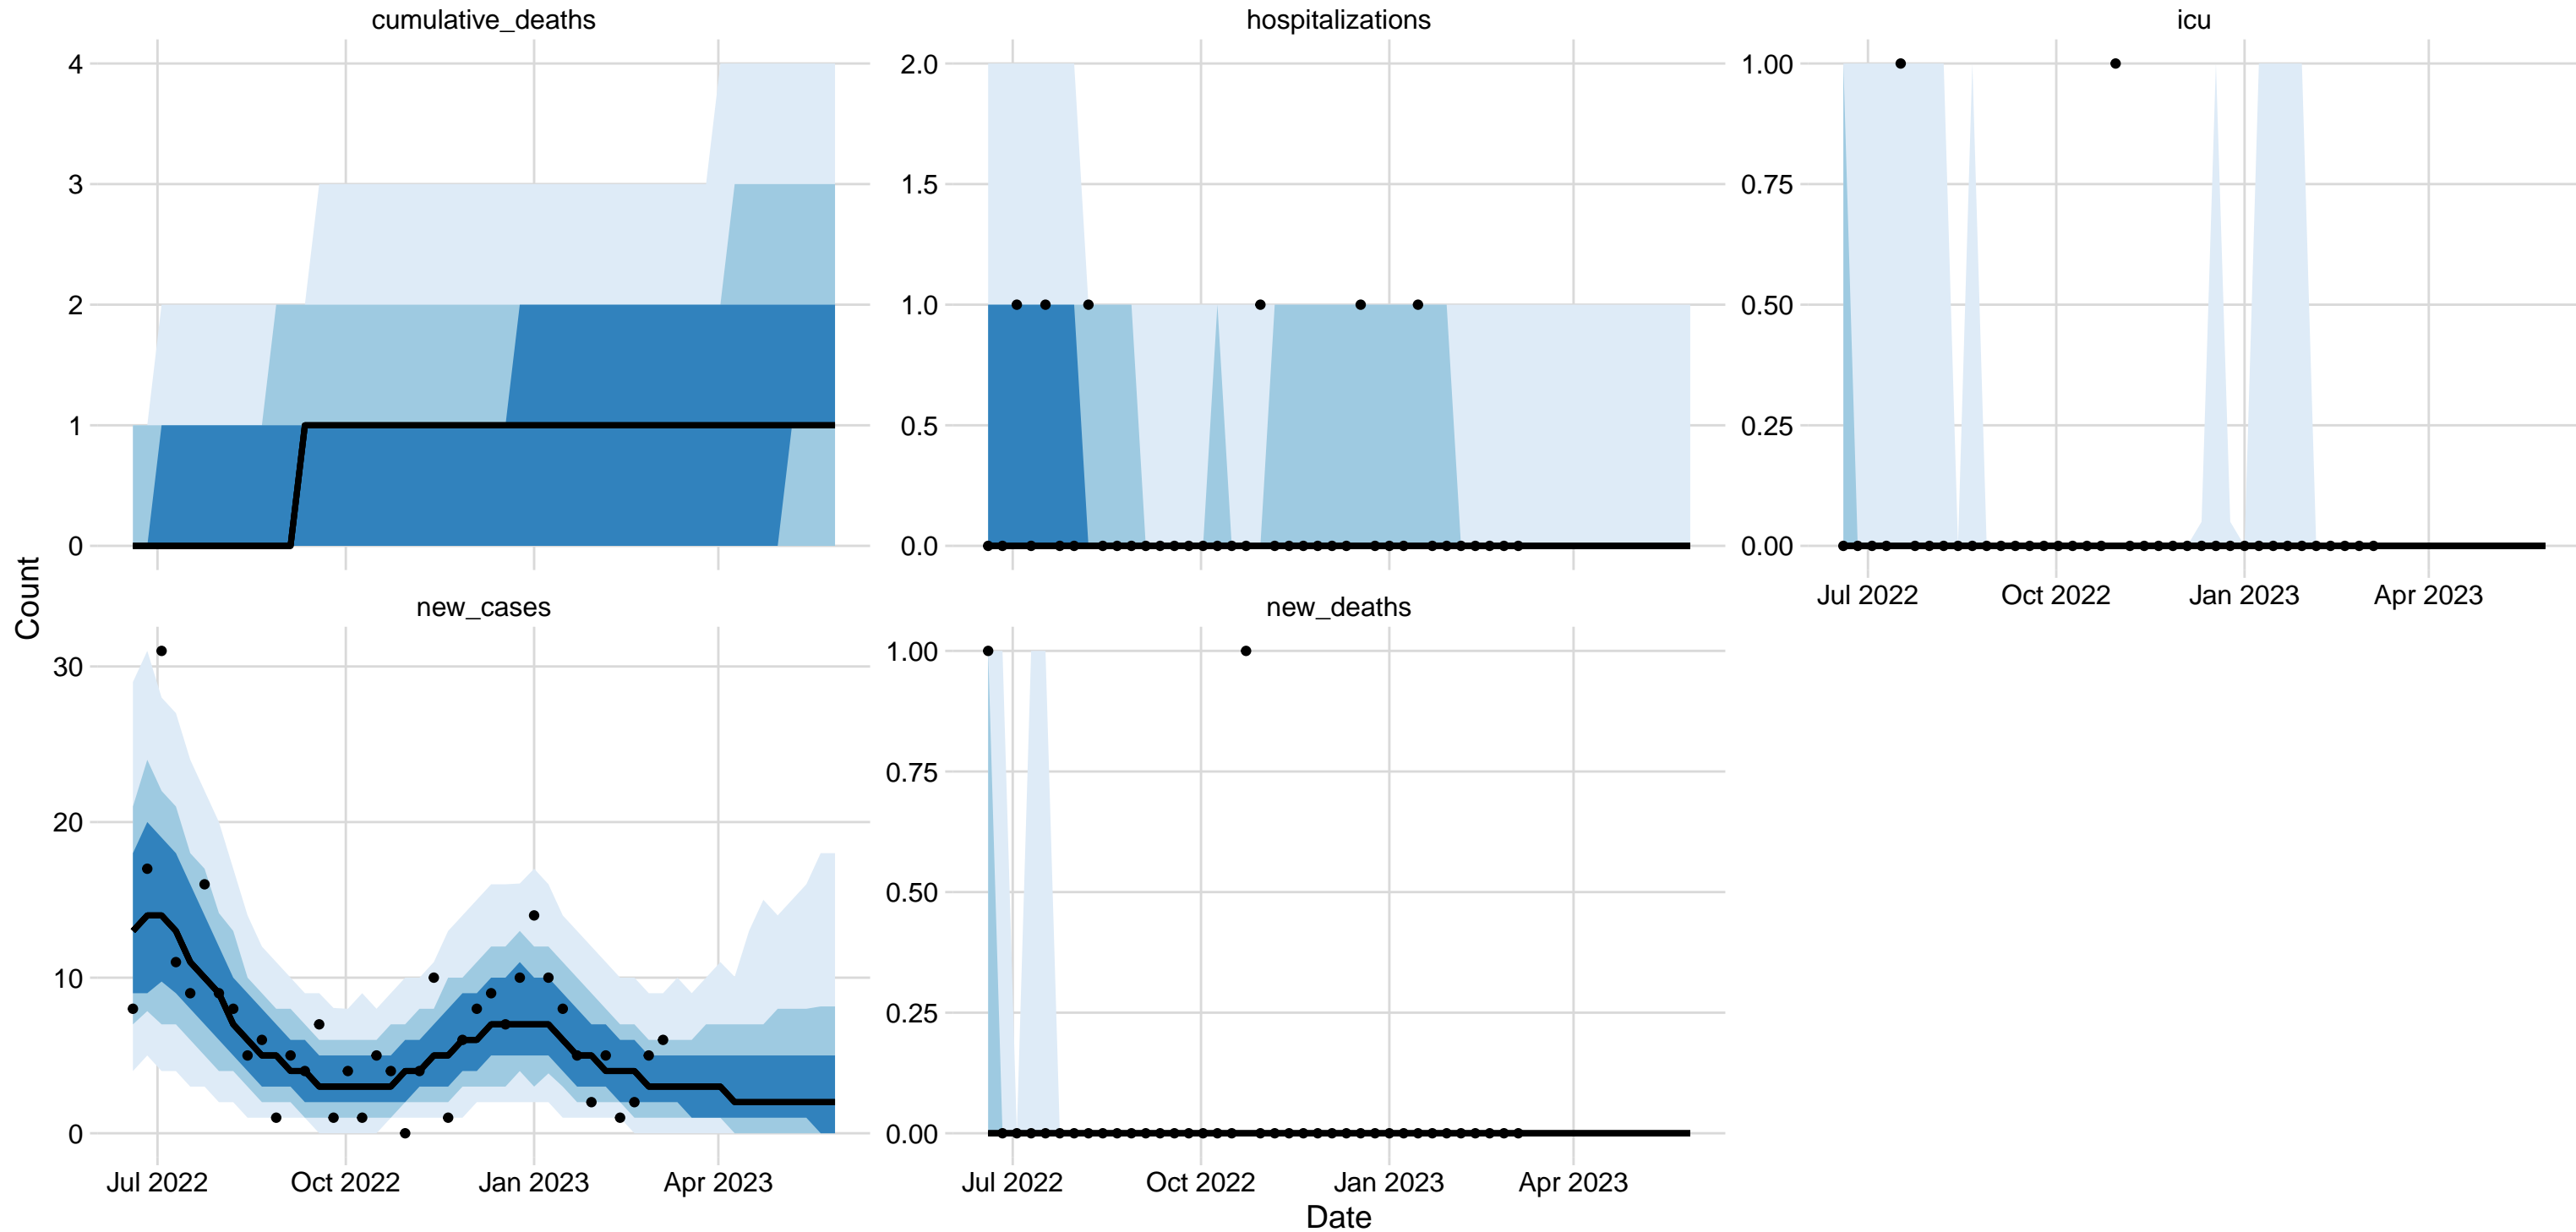 cumulative_deaths
hospitalizations
icu
4
3
2
1
0
2.0
1.5
1.0
0.5
0.0
1.00
0.75
0.50
0.25
0.00
Jul 2022 Oct 2022 Jan 2023 Apr 2023
Count
new_cases
new_deaths
30
20
10
0
1.00
0.75
0.50
0.25
0.00
Jul 2022 Oct 2022 Jan 2023 Apr 2023
Jul 2022 Oct 2022 Jan 2023 Apr 2023
Date